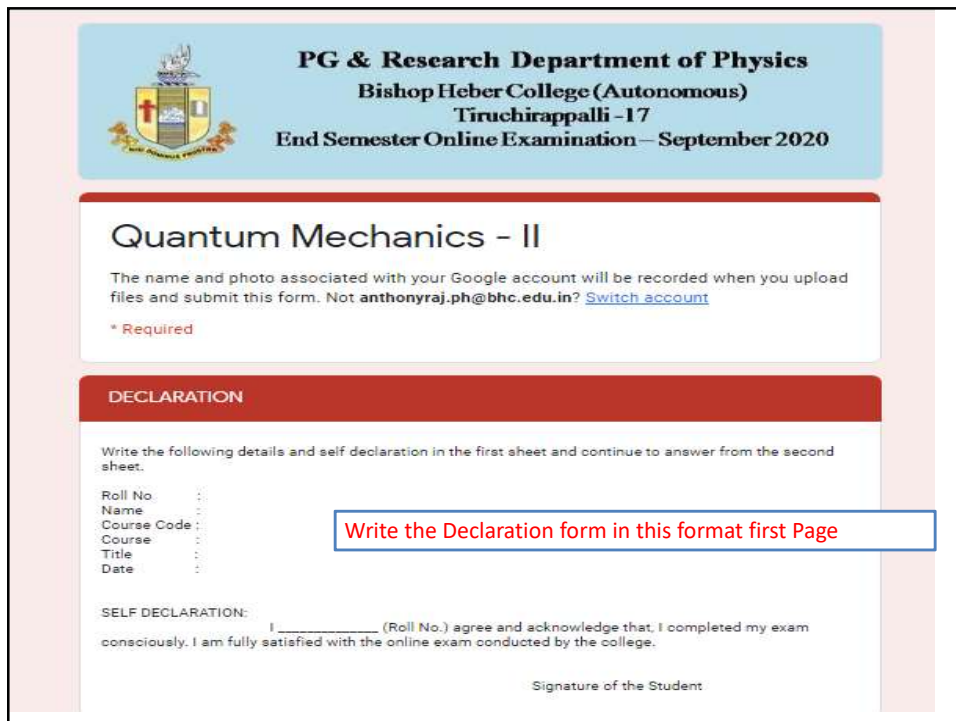 PG & Research Department of Physics
Bishop Heber College (Autonomous)
Tiruchirappalli -17
End Semester Online Examination – September 2020
Quantum Mechanics - II
The name and photo associated with your Google account will be recorded when you upload
files and submit this form. Not anthonyraj.ph@bhc.edu.in? Switch account
* Required
DECLARATION
Write the following details and self declaration in the first sheet and continue to answer from the second
sheet.
Roll No :
Name :
Course Code :
Course :
Title :
Date :
Write the Declaration form in this format first Page
SELF DECLARATION:
I ______________ (Roll No.) agree and acknowledge that, I completed my exam
consciously. I am fully satisfied with the online exam conducted by the college.
Signature of the Student